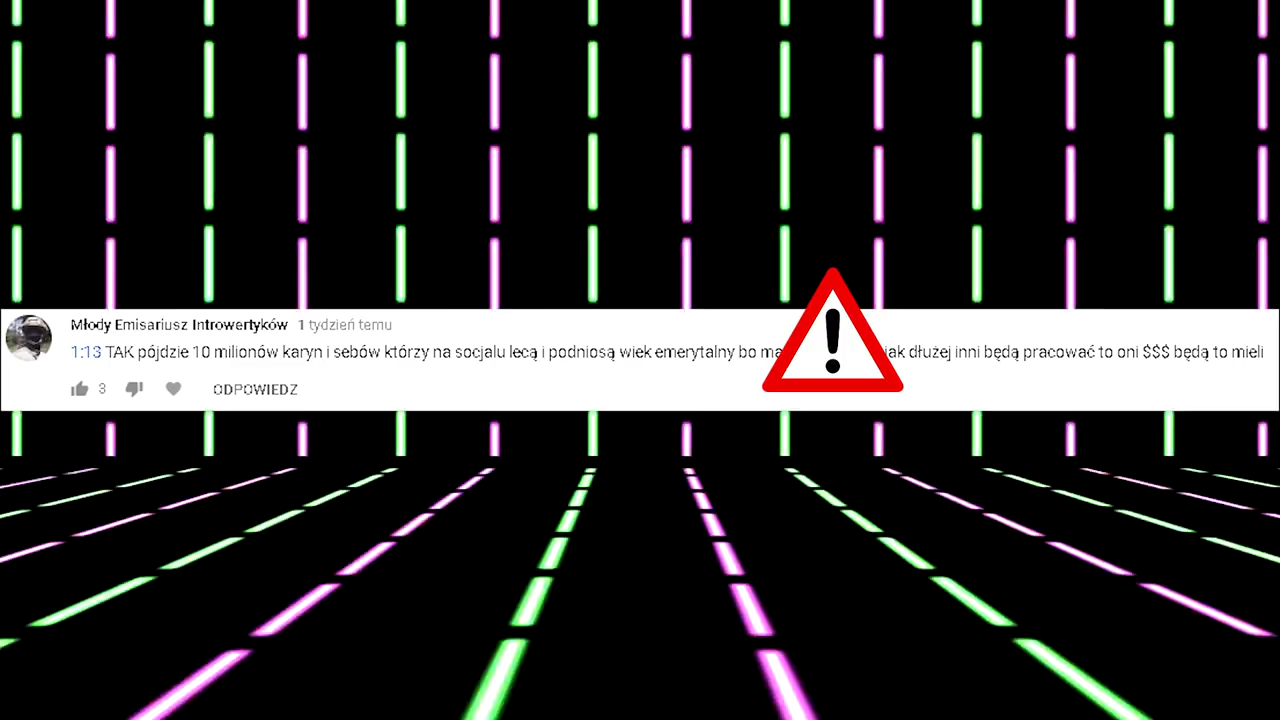 Młody Emisariusz Introwertyków 1 tydzień temu
1:13 TAK pójdzie 10 milionów karyn i sebów którzy na socjalu lecą i podniosą wiek emerytalny bo jak dłużej inni będą pracować to oni $$$ będą to mieli
3 ODPOWIEDZ